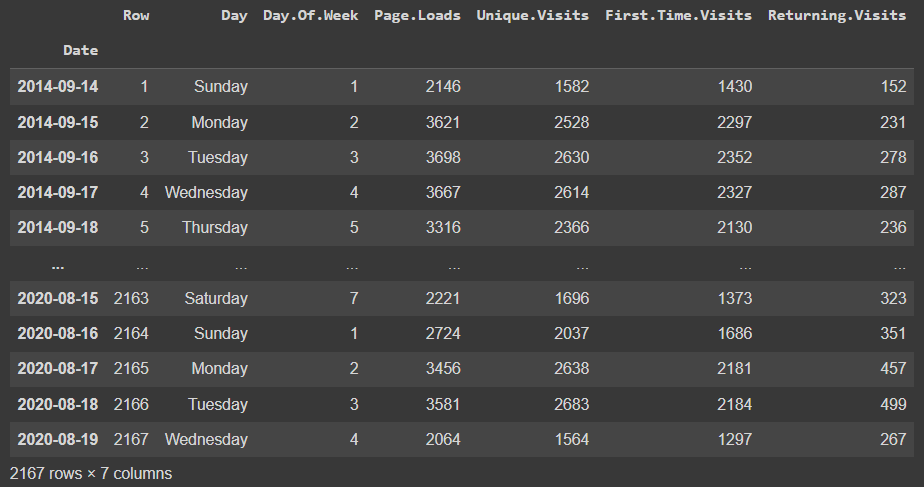 Row Day Day.Of.Week Page.Loads Unique.Visits First.Time.Visits Returning.Visits
Date
2014-09-14 1 Sunday 1 2146 1582 1430 152
2014-09-15 2 Monday 2 3621 2528 2297 231
2014-09-16 3 Tuesday 3 3698 2630 2352 278
2014-09-17 4 Wednesday 4 3667 2614 2327 287
2014-09-18 5 Thursday 5 3316 2366 2130 236
... ... ... ... ... ... ... ...
2020-08-15 2163 Saturday 7 2221 1696 1373 323
2020-08-16 2164 Sunday 1 2724 2037 1686 351
2020-08-17 2165 Monday 2 3456 2638 2181 457
2020-08-18 2166 Tuesday 3 3581 2683 2184 499
2020-08-19 2167 Wednesday 4 2064 1564 1297 267
2167 rows × 7 columns